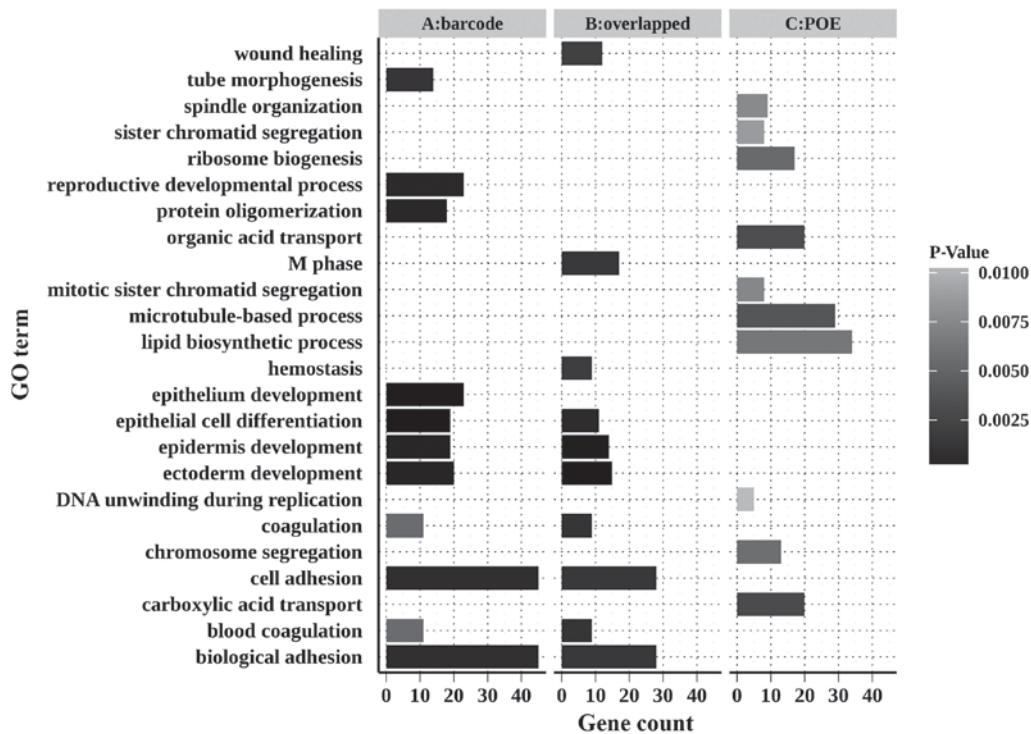 A:barcode B:overlapped C:POE
wound healing
tube morphogenesis
spindle organization
sister chromatid segregation
ribosome biogenesis
reproductive developmental process
protein oligomerization
organic acid transport
M phase
mitotic sister chromatid segregation
microtubule-based process
lipid biosynthetic process
hemostasis
epithelium development
epithelial cell differentiation
epidermis development
ectoderm development
DNA unwinding during replication
coagulation
chromosome segregation
cell adhesion
carboxylic acid transport
blood coagulation
biological adhesion
GO term
0 10 20 30 40 0 10 20 30 40 0 10 20 30 40
Gene count
P-Value
0.0100
0.0075
0.0050
0.0025